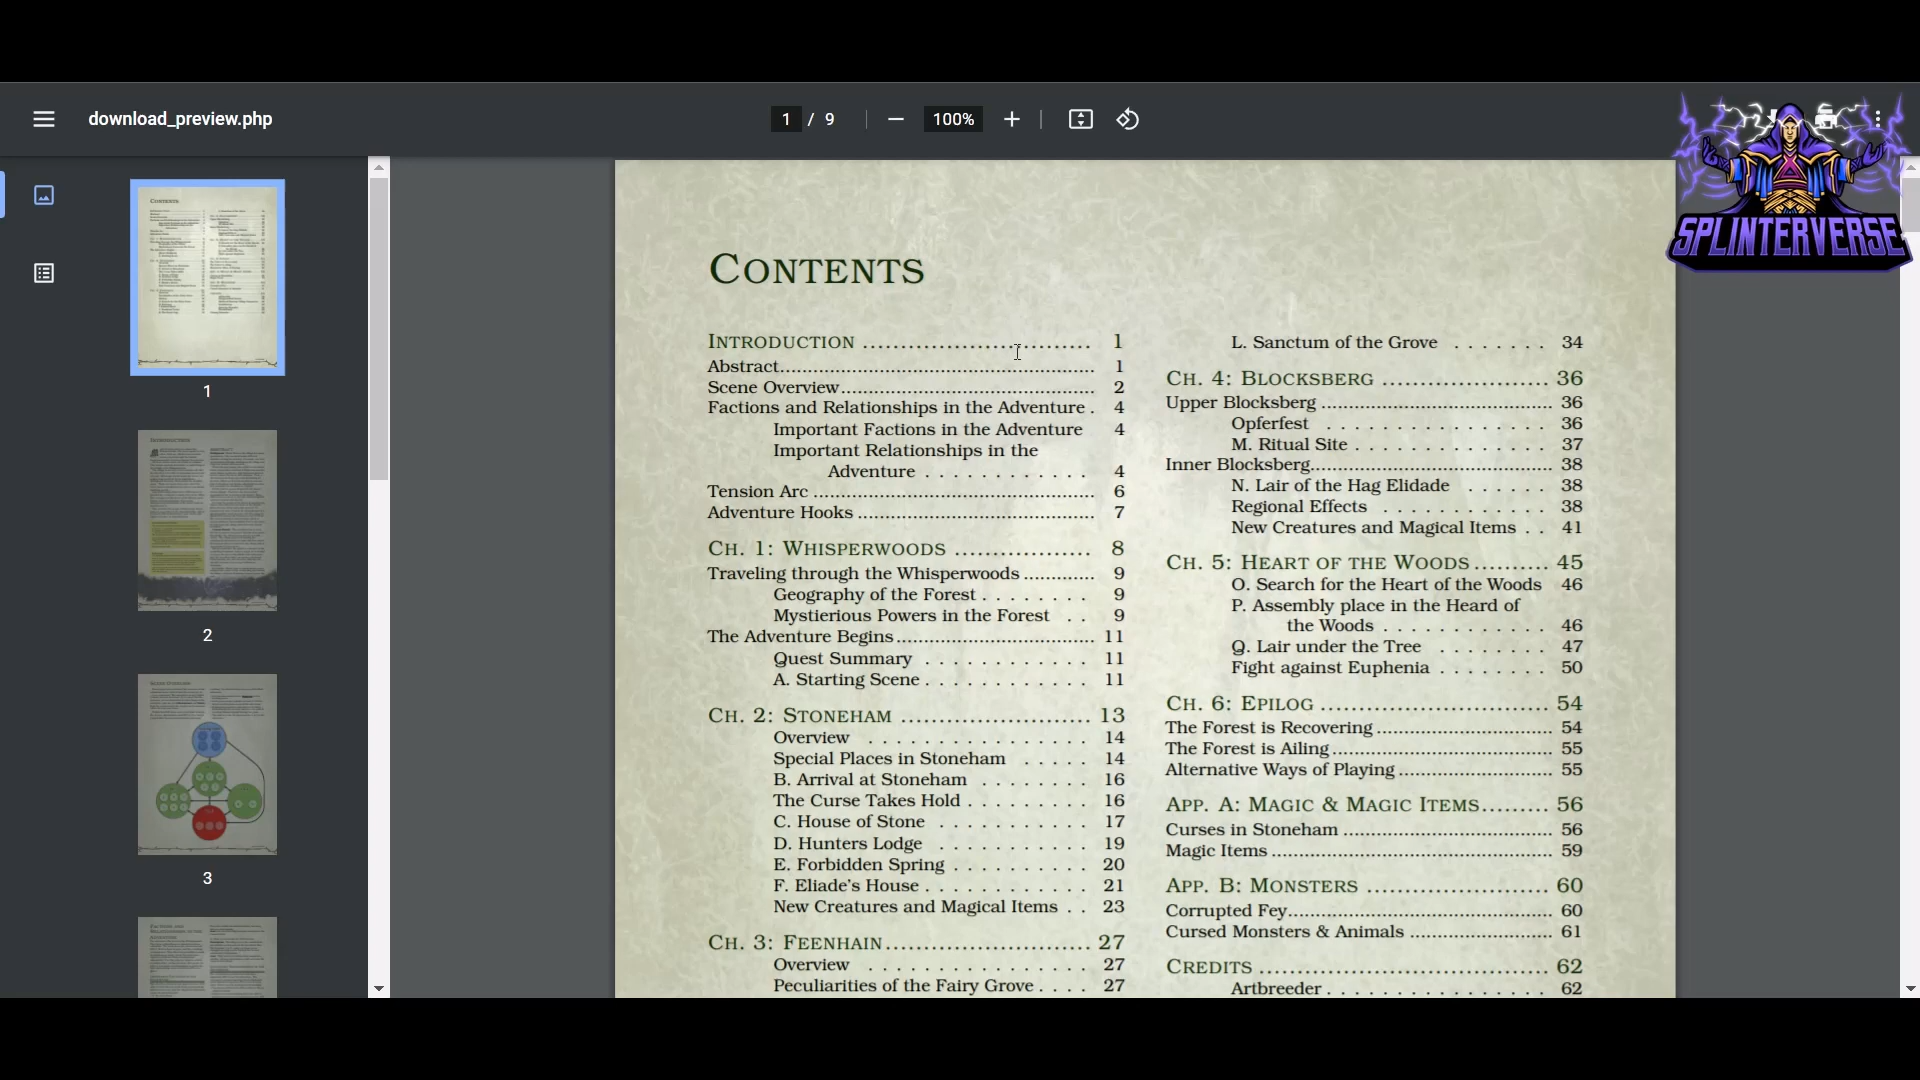 download_preview.php
1 / 9
100%
SPLINTERVERSE
1
2
3
CONTENTS
INTRODUCTION .............................. 1
Abstract.......................................................... 1
Scene Overview.............................................. 2
Factions and Relationships in the Adventure . 4
Important Factions in the Adventure 4
Important Relationships in the
Adventure . . . . . . . . . . . . 4
Tension Arc .................................................... 6
Adventure Hooks ........................................... 7
CH. 1: WHISPERWOODS .................. 8
Traveling through the Whisperwoods ............. 9
Geography of the Forest . . . . . . . . 9
Mystierious Powers in the Forest . . 9
The Adventure Begins .................................... 11
Quest Summary . . . . . . . . . . . . 11
A. Starting Scene . . . . . . . . . . . . 11
CH. 2: STONEHAM ......................... 13
Overview . . . . . . . . . . . . . . . . 14
Special Places in Stoneham . . . . . 14
B. Arrival at Stoneham . . . . . . . . 16
The Curse Takes Hold . . . . . . . . . 16
C. House of Stone . . . . . . . . . . . 17
D. Hunters Lodge . . . . . . . . . . . 19
E. Forbidden Spring . . . . . . . . . . 20
F. Eliade's House . . . . . . . . . . . . 21
New Creatures and Magical Items . . 23
CH. 3: FEENHAIN ........................... 27
Overview . . . . . . . . . . . . . . . . 27
Peculiarities of the Fairy Grove . . . . 27
L. Sanctum of the Grove . . . . . . . 34
CH. 4: BLOCKSBERG ...................... 36
Upper Blocksberg .......................................... 36
Opferfest . . . . . . . . . . . . . . . . 36
M. Ritual Site . . . . . . . . . . . . . . 37
Inner Blocksberg............................................ 38
N. Lair of the Hag Elidade . . . . . . 38
Regional Effects . . . . . . . . . . . . 38
New Creatures and Magical Items . . 41
CH. 5: HEART OF THE WOODS .......... 45
O. Search for the Heart of the Woods 46
P. Assembly place in the Heard of
the Woods . . . . . . . . . . . . . 46
Q. Lair under the Tree . . . . . . . . 47
Fight against Euphenia . . . . . . . . 50
CH. 6: EPILOG ............................... 54
The Forest is Recovering ................................ 54
The Forest is Ailing ........................................ 55
Alternative Ways of Playing ............................ 55
APP. A: MAGIC & MAGIC ITEMS......... 56
Curses in Stoneham ...................................... 56
Magic Items ................................................... 59
APP. B: MONSTERS ........................ 60
Corrupted Fey................................................ 60
Cursed Monsters & Animals .......................... 61
CREDITS ...................................... 62
Artbreeder . . . . . . . . . . . . . . . . 62